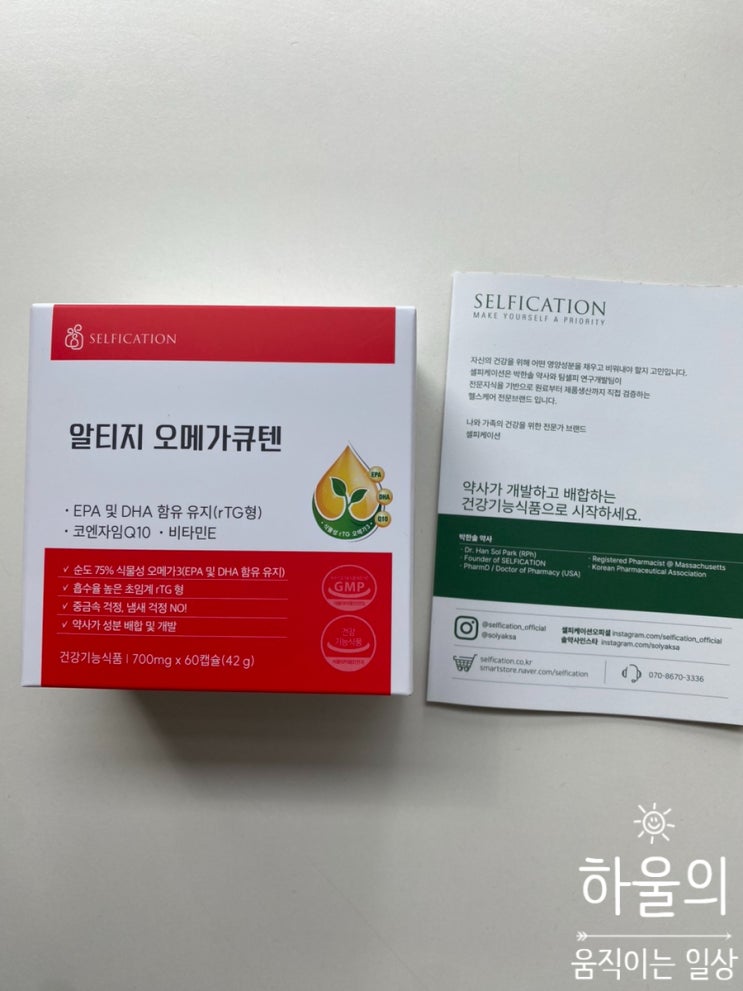 SELFICATION
알티지 오메가큐텐
· EPA 및 DHA 함유 유지(rTG형)
· 코엔자임Q10 · 비타민E
EPA
DHA
Q10
· 식물성 rTG 오메가3 ·
✓ 순도 75% 식물성 오메가3(EPA 및 DHA 함유 유지)
✓ 흡수율 높은 초임계 rTG 형
✓ 중금속 걱정, 냄새 걱정 NO!
✓ 약사가 성분 배합 및 개발
GMP
건강
기능식품
건강기능식품 | 700mg x 60캡슐(42 g)
SELFICATION
MAKE YOURSELF A PRIORITY
자신의 건강을 위해 어떤 영양성분을 채우고 비워내야 할지 고민입니다.
셀피케이션은 박한솔 약사와 팀셀피 연구개발팀이
전문지식을 기반으로 원료부터 제품생산까지 직접 검증하는
헬스케어 전문브랜드 입니다.
나와 가족의 건강을 위한 전문가 브랜드
셀피케이션
약사가 개발하고 배합하는
건강기능식품으로 시작하세요.
박한솔 약사
· Dr. Han Sol Park (RPh)
· Founder of SELFICATION
· PharmD / Doctor of Pharmacy (USA)
· Registered Pharmacist @ Massachusetts
· Korean Pharmaceutical Association
@selfication_official
@solyaksa
셀피케이션오피셜 instagram.com/selfication_official
솔약사인스타 instagram.com/solyaksa
selfication.co.kr
smartstore.naver.com/selfication
070-8670-3336
하울의
움직이는 일상